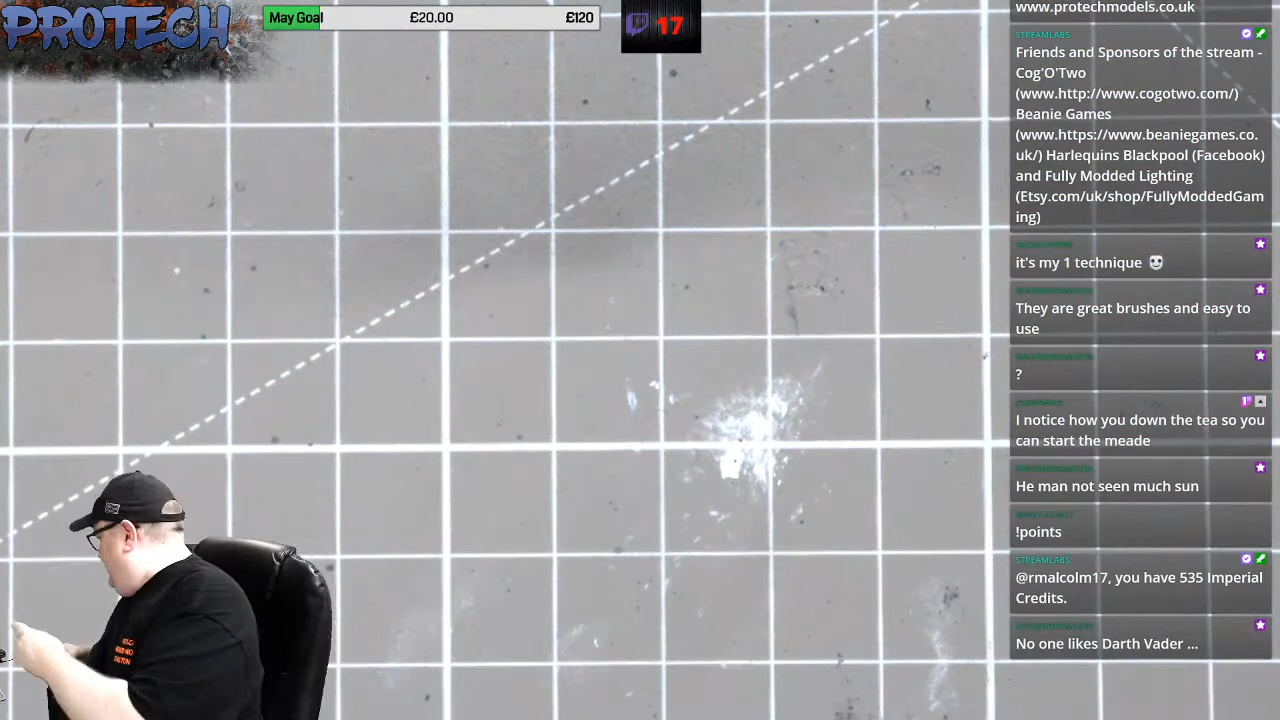 PROTECH
May Goal £20.00 £120
17
www.protechmodels.co.uk
STREAMLABS
Friends and Sponsors of the stream -
Cog'O'Two
(www.http://www.cogotwo.com/)
Beanie Games
(www.https://www.beaniegames.co.
uk/) Harlequins Blackpool (Facebook)
and Fully Modded Lighting
(Etsy.com/uk/shop/FullyModdedGam
ing)
it's my 1 technique
They are great brushes and easy to
use
?
I notice how you down the tea so you
can start the meade
He man not seen much sun
!points
STREAMLABS
@rmalcolm17, you have 535 Imperial
Credits.
No one likes Darth Vader ...